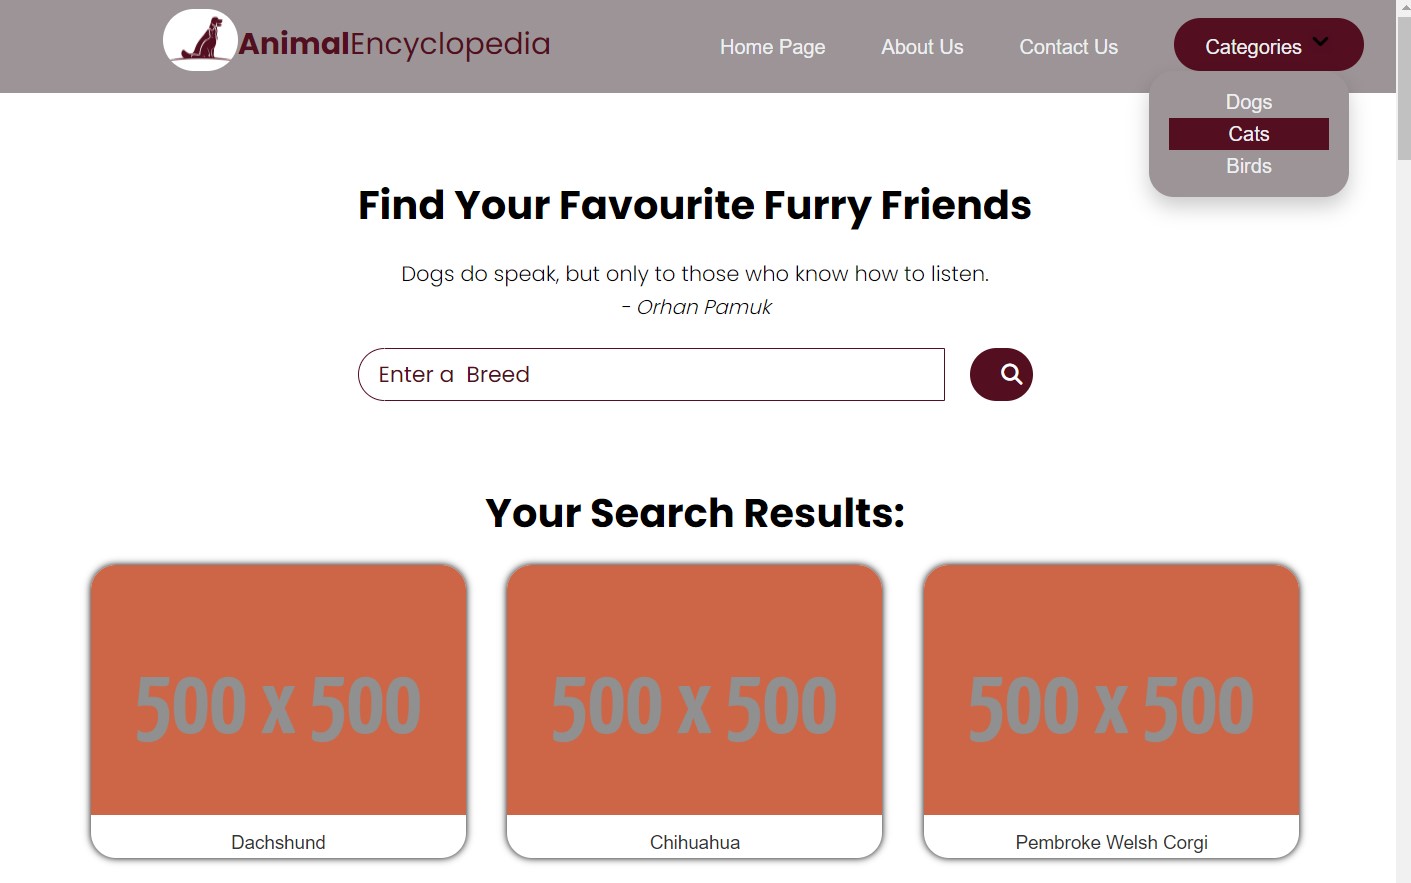 AnimalEncyclopedia
Home Page
About Us
Contact Us
Categories
Dogs
Cats
Birds
Find Your Favourite Furry Friends
Dogs do speak, but only to those who know how to listen.
- Orhan Pamuk
Enter a  Breed
Your Search Results:
500 x 500
500 x 500
500 x 500
Dachshund
Chihuahua
Pembroke Welsh Corgi